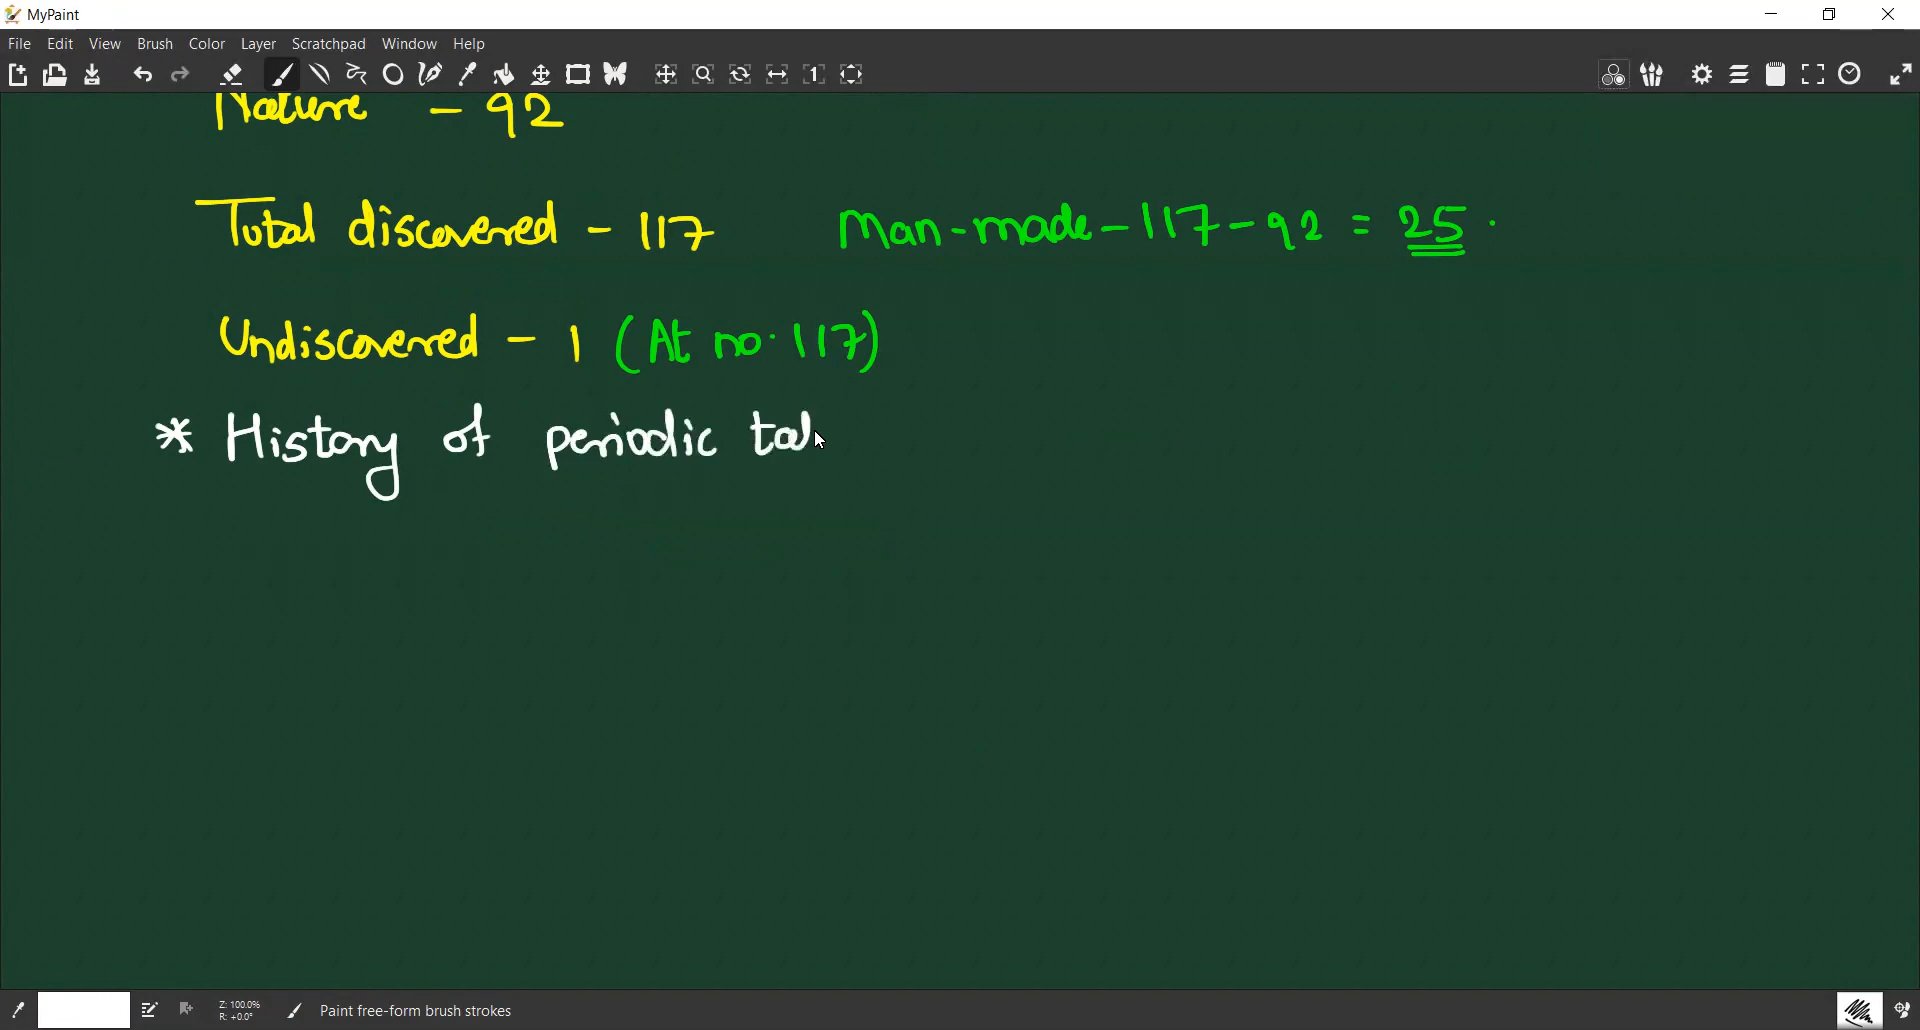 MyPaint
File Edit View Brush Color Layer Scratchpad Window Help
Nature - 92
Total discovered - 117 Man-made - 117 - 92 = 25.
Undiscovered - 1 (At no. 117)
* History of periodic tab
Z: 100.0%
R: +0.0° Paint free-form brush strokes